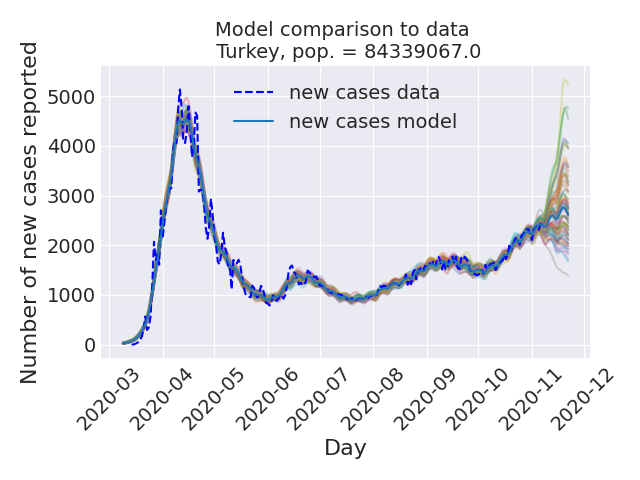 Model comparison to data
Turkey, pop. = 84339067.0
new cases data
new cases model
Number of new cases reported
5000
4000
3000
2000
1000
0
2020-03
2020-04
2020-05
2020-06
2020-07
2020-08
2020-09
2020-10
2020-11
2020-12
Day